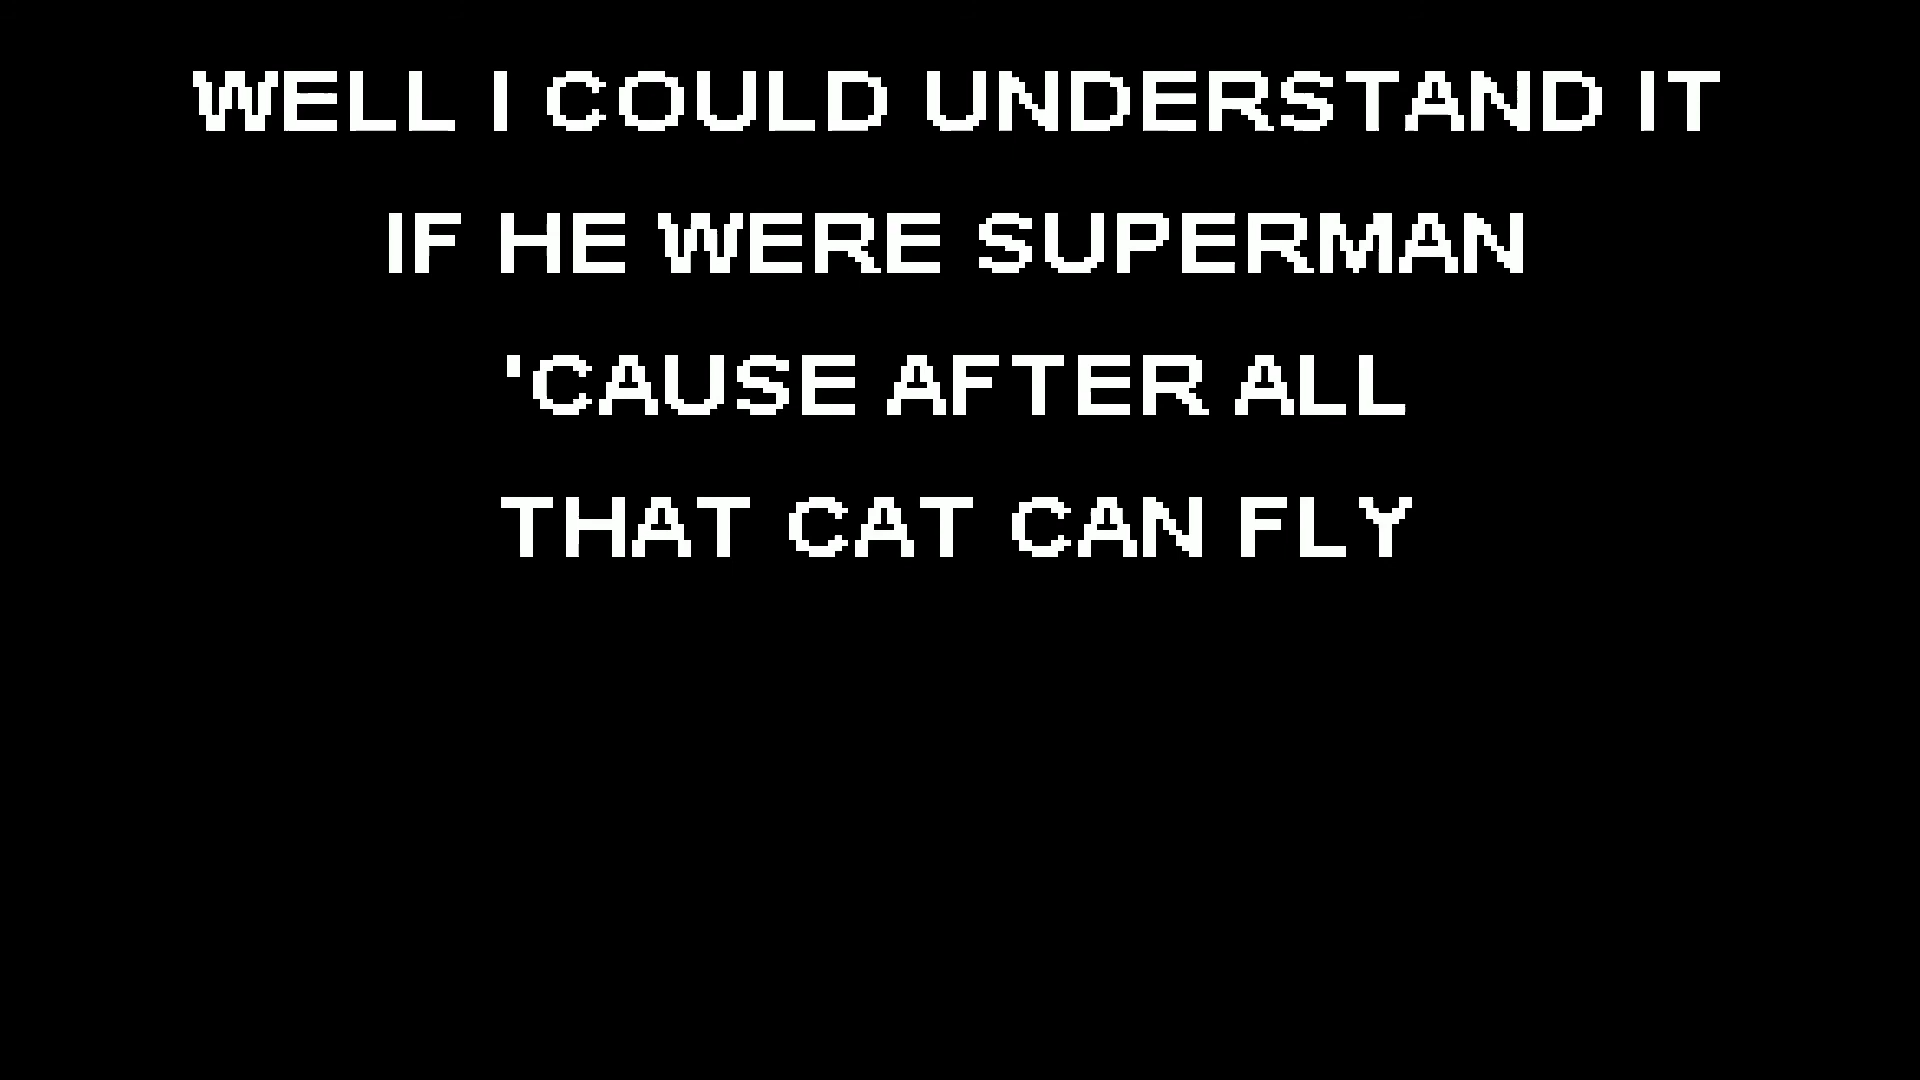 WELL I COULD UNDERSTAND IT
IF HE WERE SUPERMAN
'CAUSE AFTER ALL
THAT CAT CAN FLY